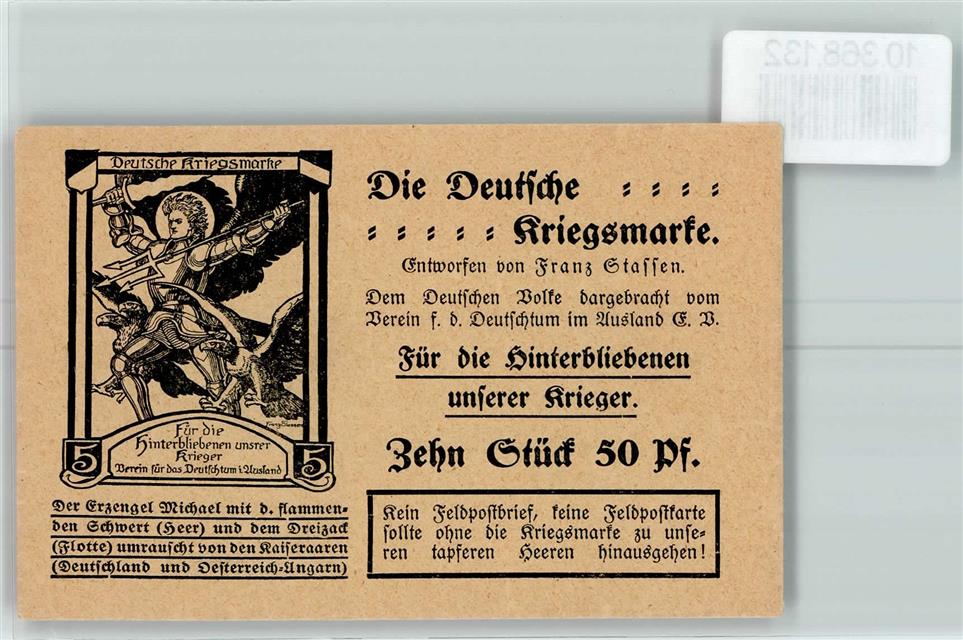 10.368.132
Deutsche Kriegsmarke
Franz Stassen
Für die
Hinterbliebenen unsrer
Krieger
Verein für das Deutschtum i. Ausland
5
5
Der Erzengel Michael mit d. flammen-
den Schwert (Heer) und dem Dreizack
(Flotte) umrauscht von den Kaiseraaren
(Deutschland und Oesterreich-Ungarn)
Die Deutsche : : : :
: : : : : Kriegsmarke.
Entworfen von Franz Stassen.
Dem Deutschen Volke dargebracht vom
Verein f. d. Deutschtum im Ausland E. V.
Für die Hinterbliebenen
unserer Krieger.
Zehn Stück 50 Pf.
Kein Feldpostbrief, keine Feldpostkarte
sollte ohne die Kriegsmarke zu unse-
ren tapferen Heeren hinausgehen!